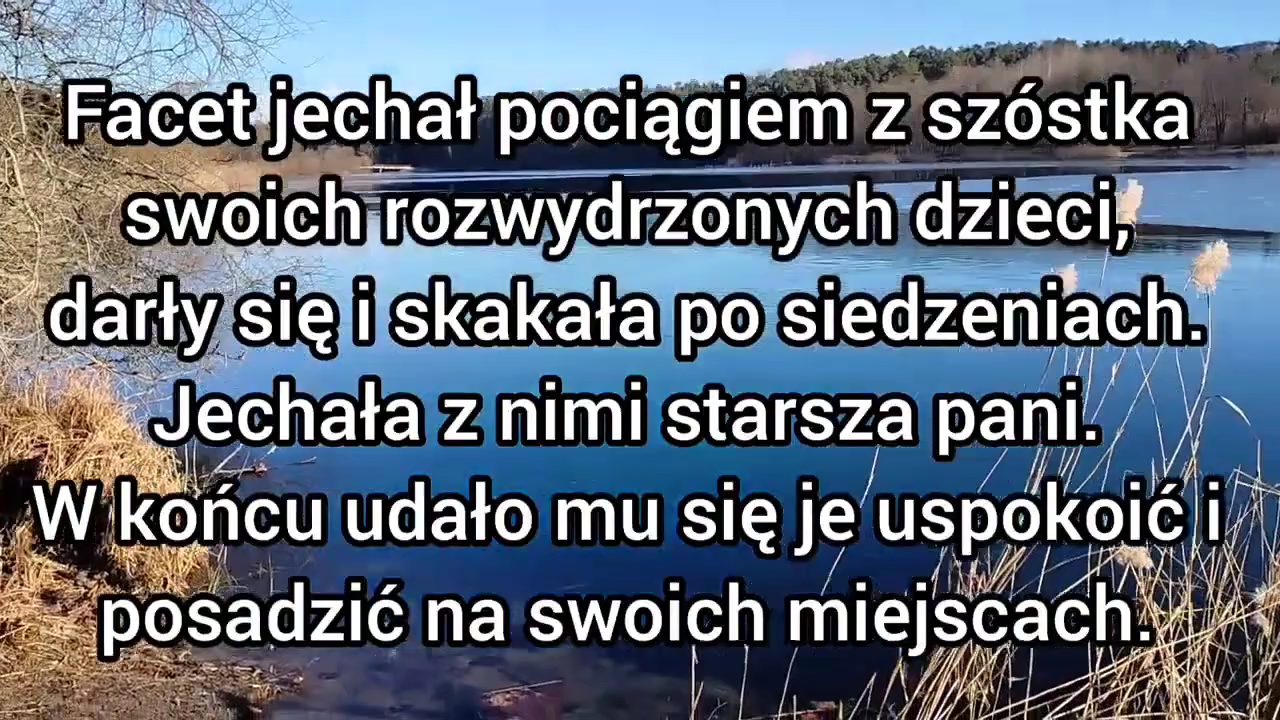 Facet jechał pociągiem z szóstka
swoich rozwydrzonych dzieci,
darły się i skakała po siedzeniach.
Jechała z nimi starsza pani.
W końcu udało mu się je uspokoić i
posadzić na swoich miejscach.